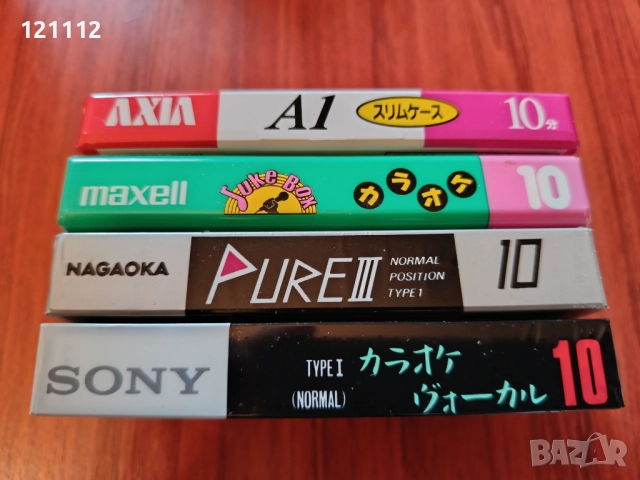 121112
AXIA A1 スリムケース 10分
maxell Juke Box カラオケ 10
NAGAOKA PURE III NORMAL POSITION TYPE 1 10
SONY TYPE I (NORMAL) カラオケ ヴォーカル 10
BAZAR